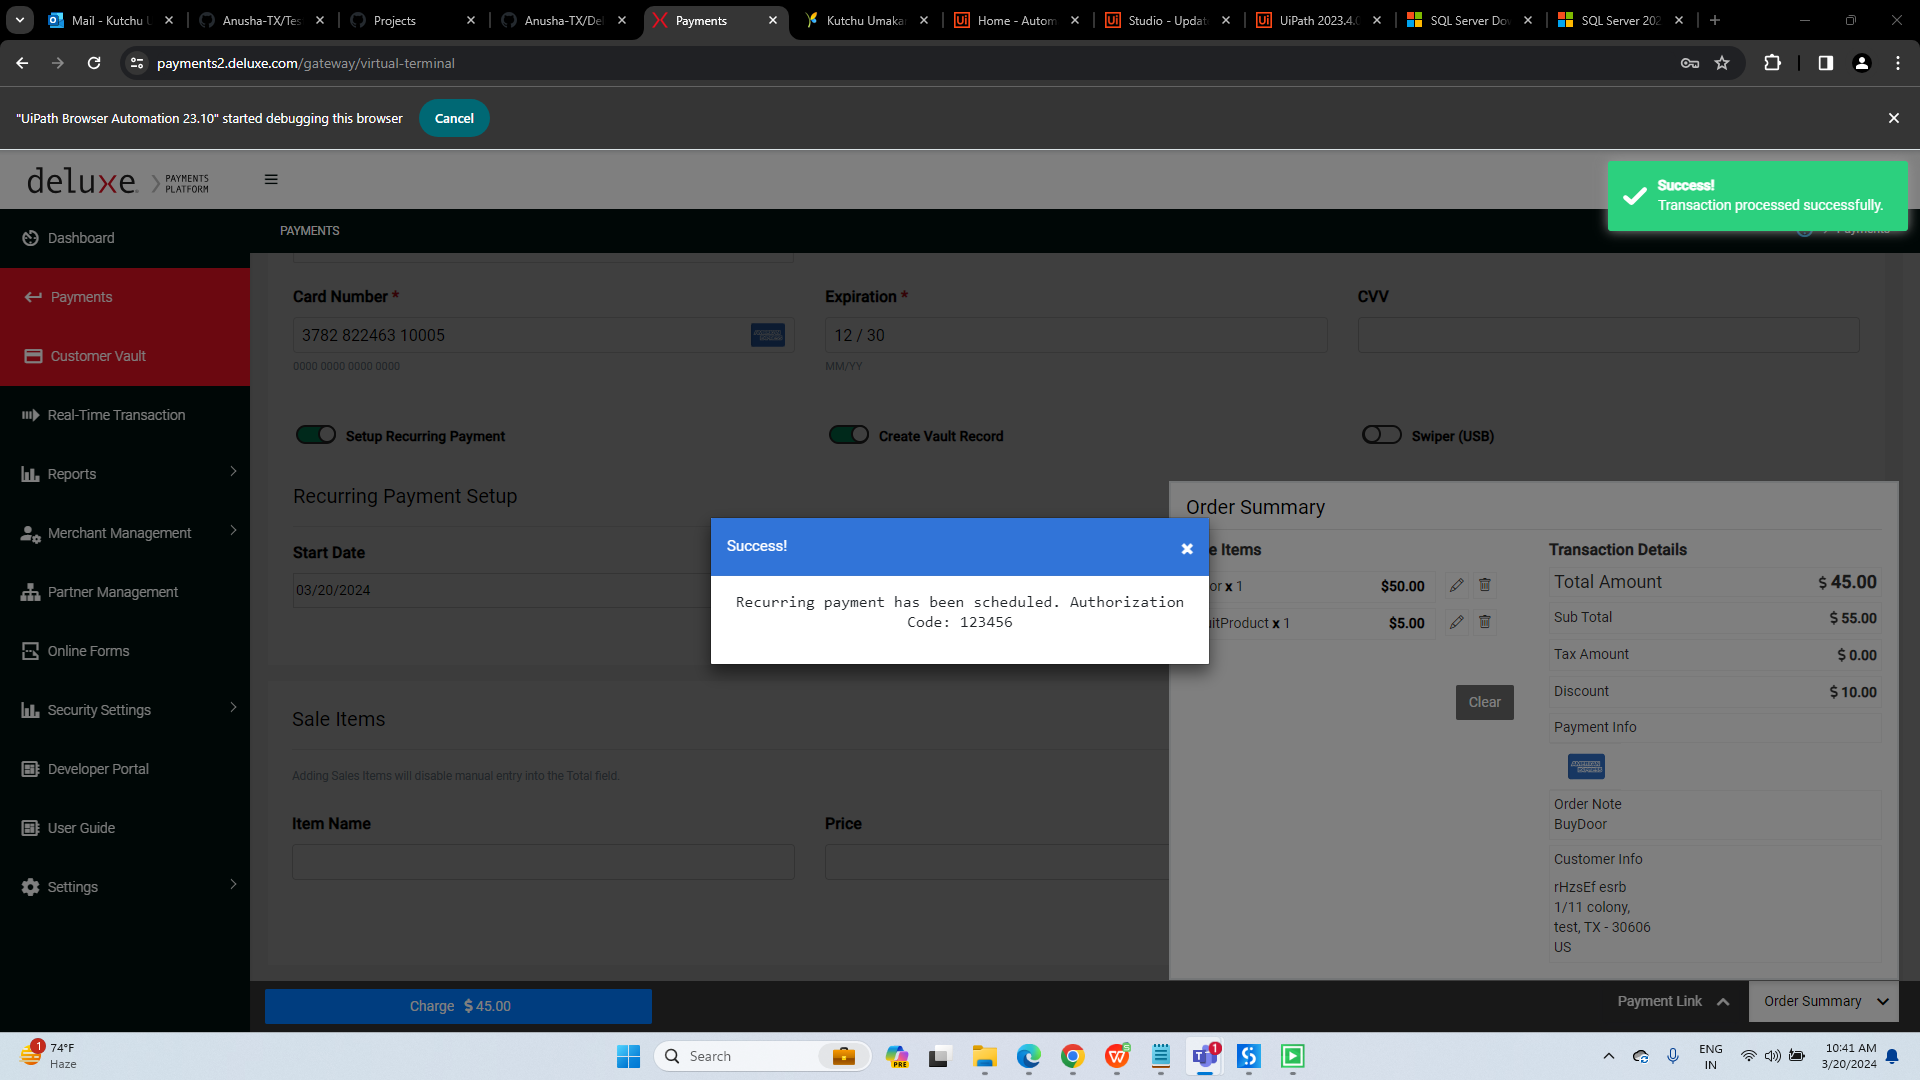 Mail - Kutchu U
Anusha-TX/Tes
Projects
Anusha-TX/Del
Payments
Kutchu Umakan
Home - Autom
Studio - Updat
UiPath 2023.4.0
SQL Server Do
SQL Server 202
payments2.deluxe.com/gateway/virtual-terminal
"UiPath Browser Automation 23.10" started debugging this browser
Cancel
deluxe
PAYMENTS
PLATFORM
Success!
Transaction processed successfully.
PAYMENTS
Payments
Dashboard
Payments
Customer Vault
Real-Time Transaction
Reports
Merchant Management
Partner Management
Online Forms
Security Settings
Developer Portal
User Guide
Settings
Card Number *
Expiration *
CVV
3782 822463 10005
12 / 30
0000 0000 0000 0000
MM/YY
Setup Recurring Payment
Create Vault Record
Swiper (USB)
Recurring Payment Setup
Start Date
03/20/2024
Success!
Recurring payment has been scheduled. Authorization
Code: 123456
Sale Items
Adding Sales Items will disable manual entry into the Total field.
Item Name
Price
Order Summary
e Items
or x 1
$50.00
uitProduct x 1
$5.00
Clear
Transaction Details
Total Amount
$ 45.00
Sub Total
$ 55.00
Tax Amount
$ 0.00
Discount
$ 10.00
Payment Info
Order Note
BuyDoor
Customer Info
rHzsEf esrb
1/11 colony,
test, TX - 30606
US
Charge $ 45.00
Payment Link
Order Summary
1
74°F
Haze
Search
PRE
1
ENG
IN
10:41 AM
3/20/2024